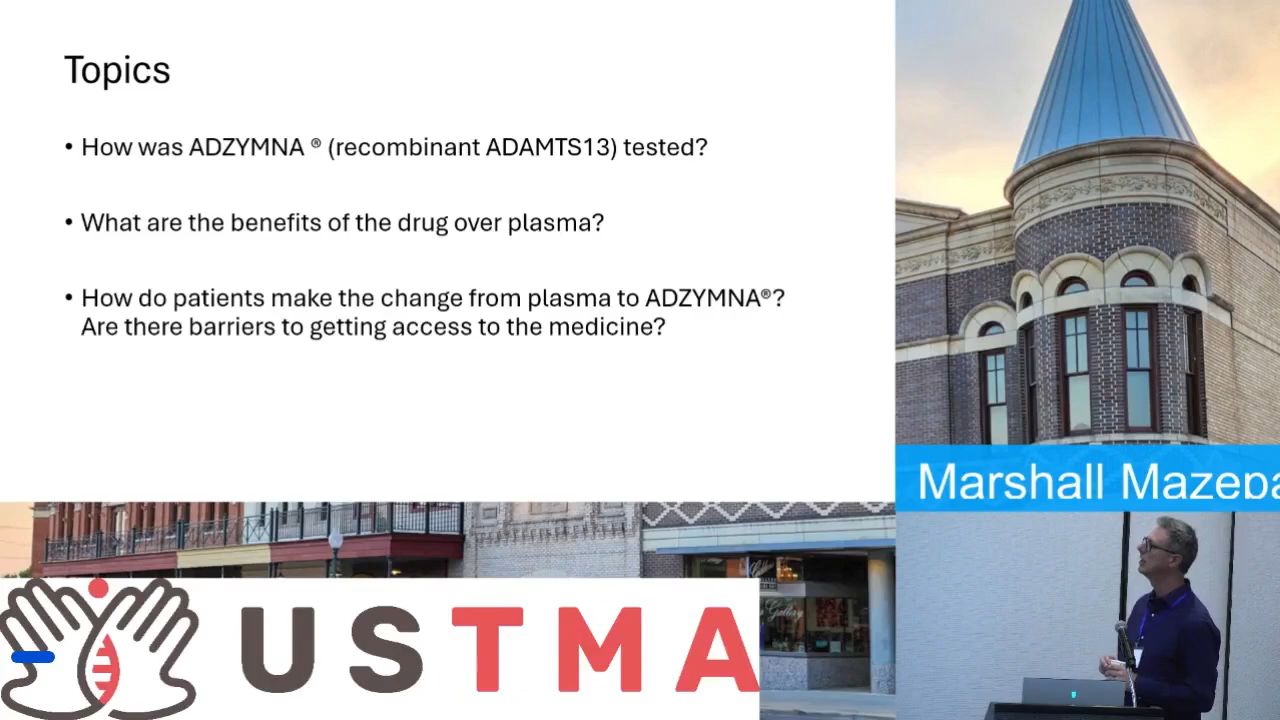 Topics
• How was ADZYMNA ® (recombinant ADAMTS13) tested?
• What are the benefits of the drug over plasma?
• How do patients make the change from plasma to ADZYMNA®?
Are there barriers to getting access to the medicine?
Marshall Mazepa
USTMA
Gallery